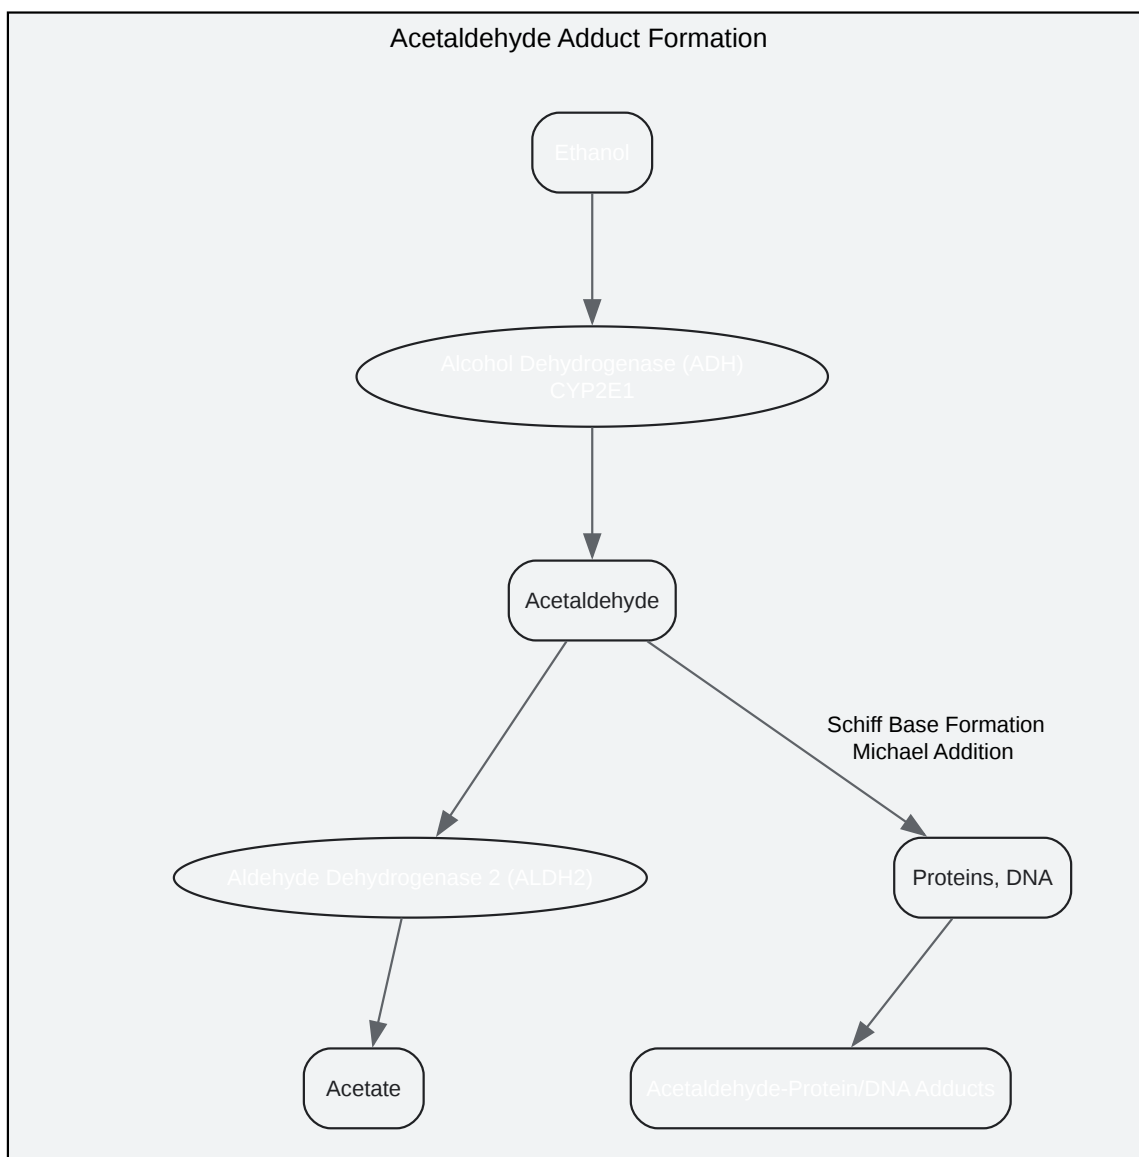 Acetaldehyde Adduct Formation
Ethanol
Alcohol Dehydrogenase (ADH)
CYP2E1
Acetaldehyde
Schiff Base Formation
Michael Addition
Aldehyde Dehydrogenase 2 (ALDH2)
Proteins, DNA
Acetate
Acetaldehyde-Protein/DNA Adducts